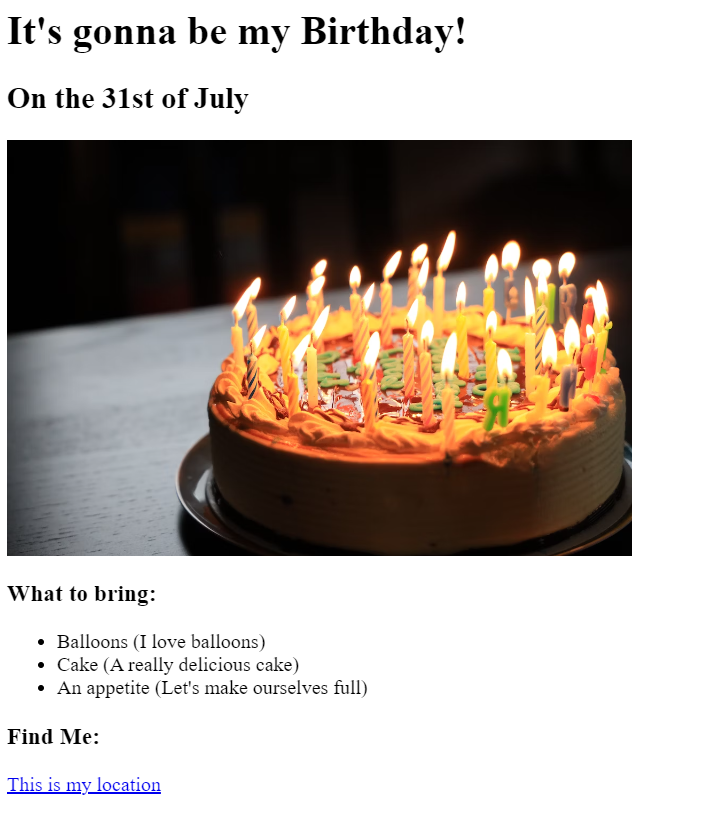 It's gonna be my Birthday!
On the 31st of July
What to bring:
Balloons (I love balloons)
Cake (A really delicious cake)
An appetite (Let's make ourselves full)
Find Me:
This is my location